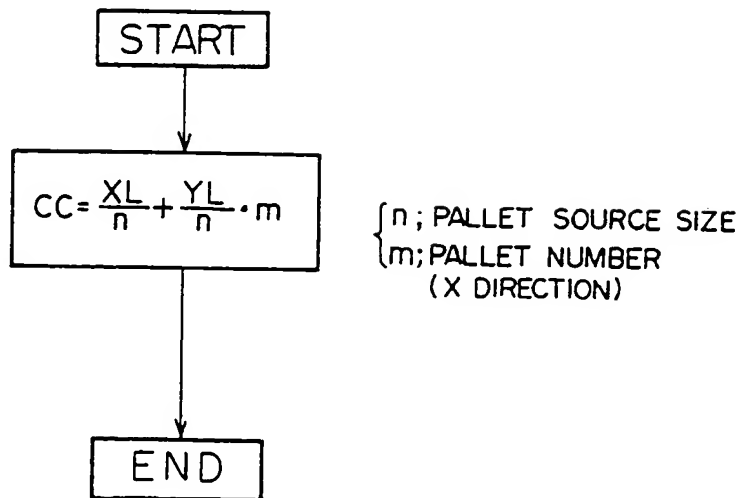 START
CC= XL/n + YL/n · m
n; PALLET SOURCE SIZE
m; PALLET NUMBER
(X DIRECTION)
END